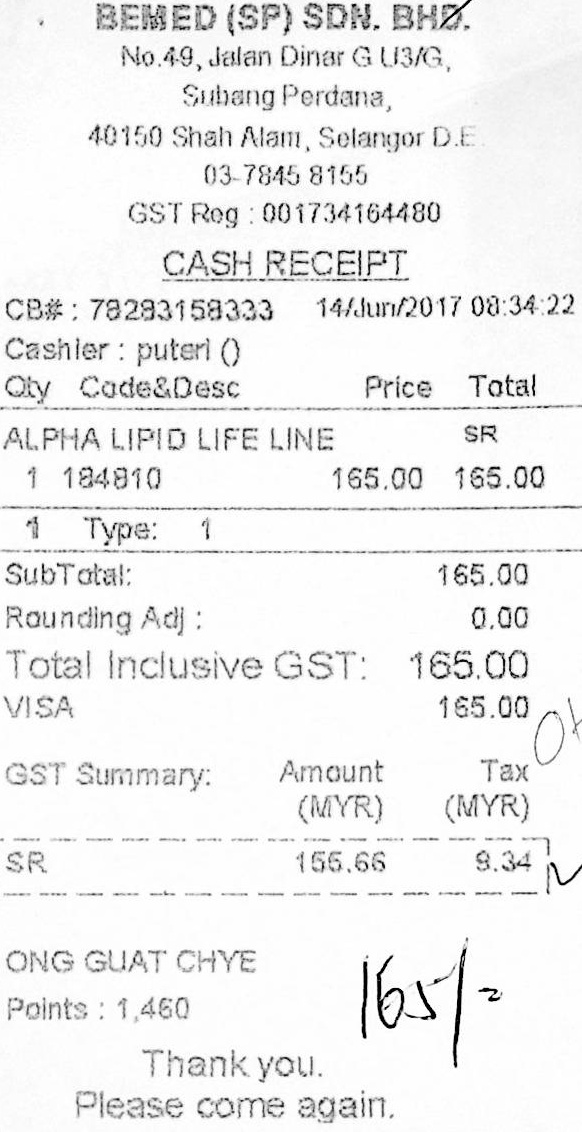 BEMED (SP) SDN. BHD.
No.49, Jalan Dinar G U3/G,
Subang Perdana,
40150 Shah Alam, Selangor D.E
03-7845 8155
GST Reg : 001734164480
CASH RECEIPT
CB# : 78283158333 14/Jun/2017 08:34:22
Cashier : puteri ()
Qty Code&Desc Price Total
ALPHA LIPID LIFE LINE SR
1 184810 165.00 165.00
1 Type: 1
SubTotal: 165.00
Rounding Adj : 0.00
Total Inclusive GST: 165.00
VISA 165.00
GST Summary: Amount Tax
(MYR) (MYR)
SR 155.66 9.34
ONG GUAT CHYE
165/=
Points : 1,460
Thank you.
Please come again.